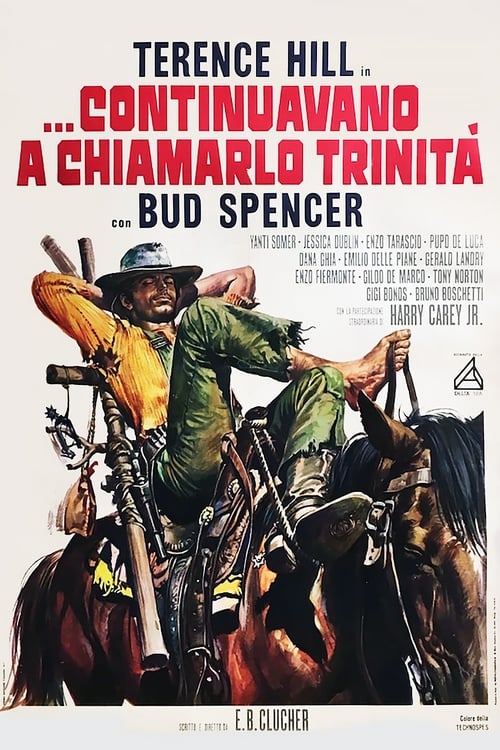 TERENCE HILL in
...CONTINUAVANO
A CHIAMARLO TRINITÀ
con BUD SPENCER
YANTI SOMER · JESSICA DUBLIN · ENZO TARASCIO · PUPO DE LUCA
DANA GHIA · EMILIO DELLE PIANE · GERALD LANDRY
ENZO FIERMONTE · GILDO DE MARCO · TONY NORTON
GIGI BONOS · BRUNO BOSCHETTI
CON LA PARTECIPAZIONE
STRAORDINARIA DI HARRY CAREY JR.
DELTA
SCRITTO E DIRETTO DA E.B. CLUCHER
Colore della
TECHNOSPES